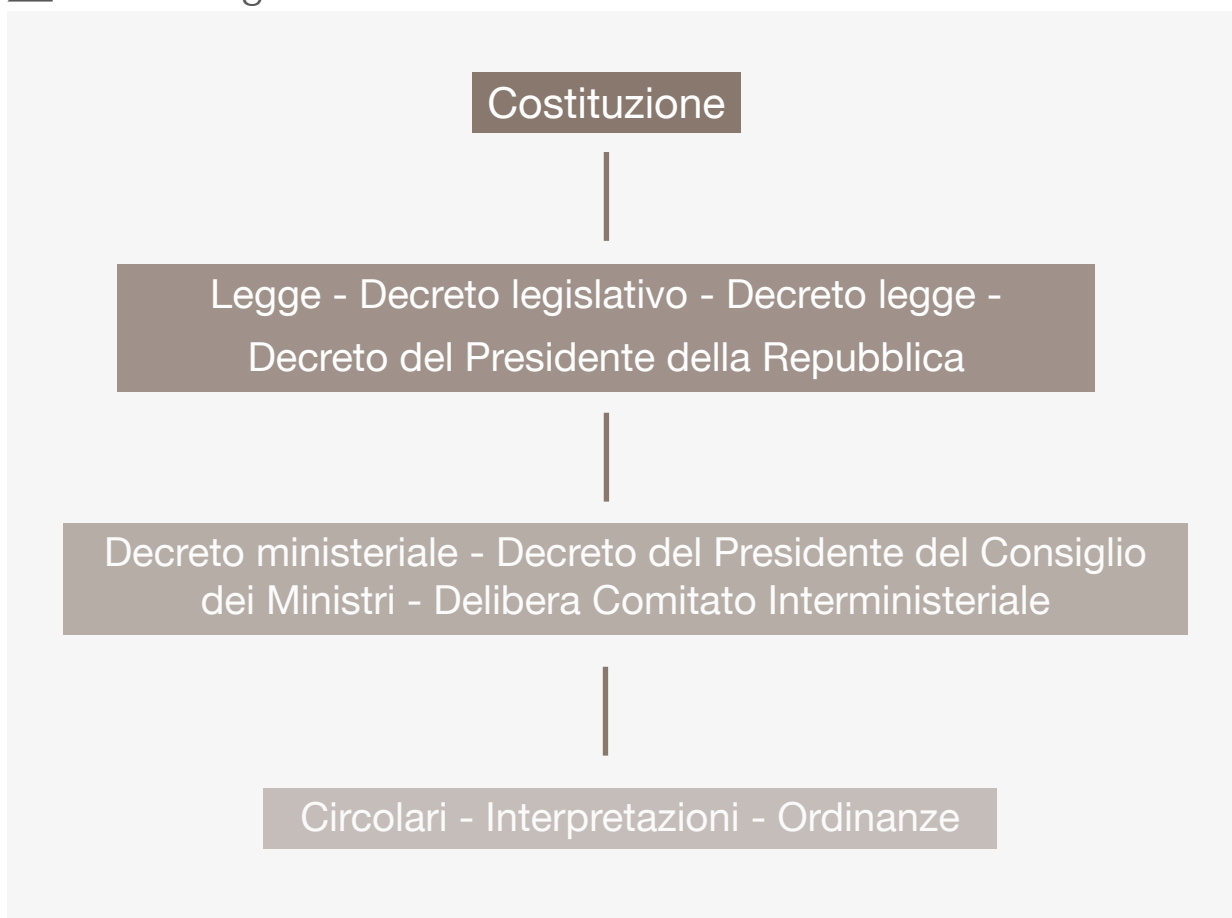 Costituzione
Legge - Decreto legislativo - Decreto legge -
Decreto del Presidente della Repubblica
Decreto ministeriale - Decreto del Presidente del Consiglio
dei Ministri - Delibera Comitato Interministeriale
Circolari - Interpretazioni - Ordinanze